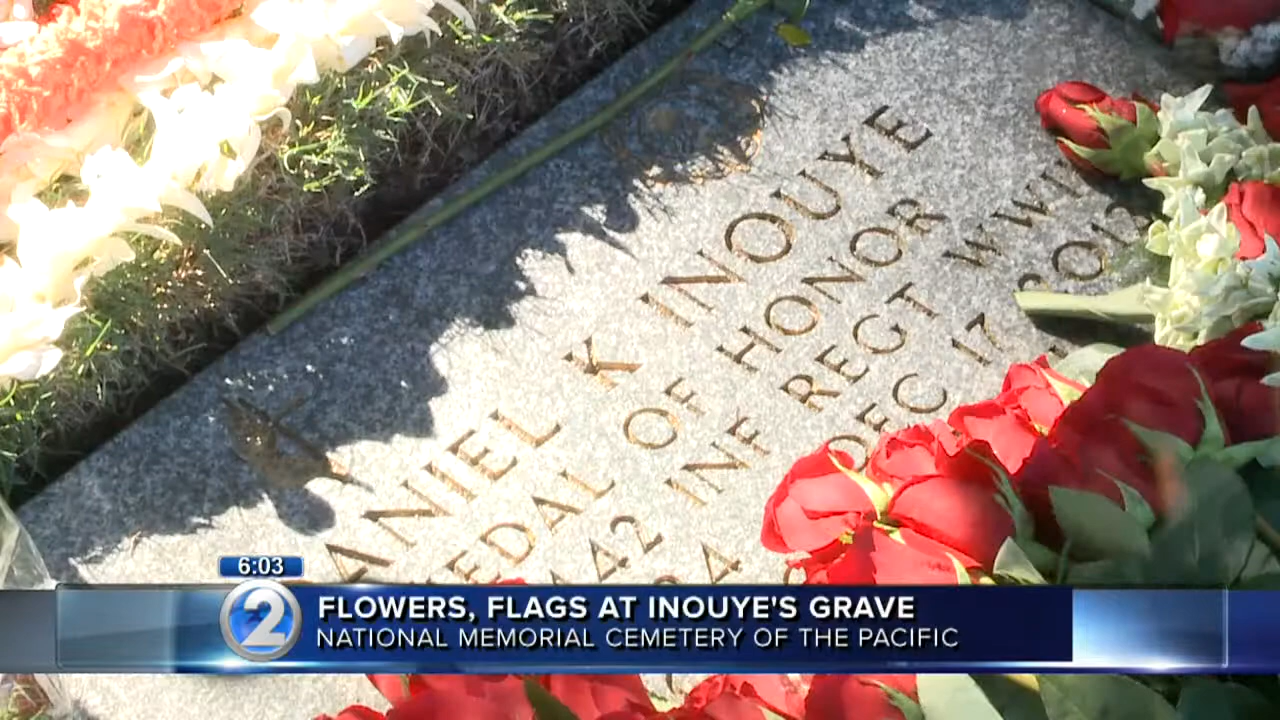 ANIEL K INOUYE
MEDAL OF HONOR
442 INF REGT WWII
DEC 17
6:03
2
FLOWERS, FLAGS AT INOUYE'S GRAVE
NATIONAL MEMORIAL CEMETERY OF THE PACIFIC